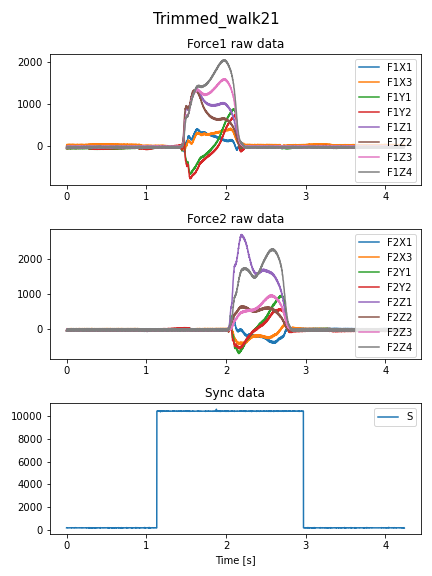 Trimmed_walk21
Force1 raw data
2000
1000
0
F1X1
F1X3
F1Y1
F1Y2
F1Z1
F1Z2
F1Z3
F1Z4
0 1 2 3 4
Force2 raw data
2000
1000
0
F2X1
F2X3
F2Y1
F2Y2
F2Z1
F2Z2
F2Z3
F2Z4
0 1 2 3 4
Sync data
10000
8000
6000
4000
2000
0
S
0 1 2 3 4
Time [s]